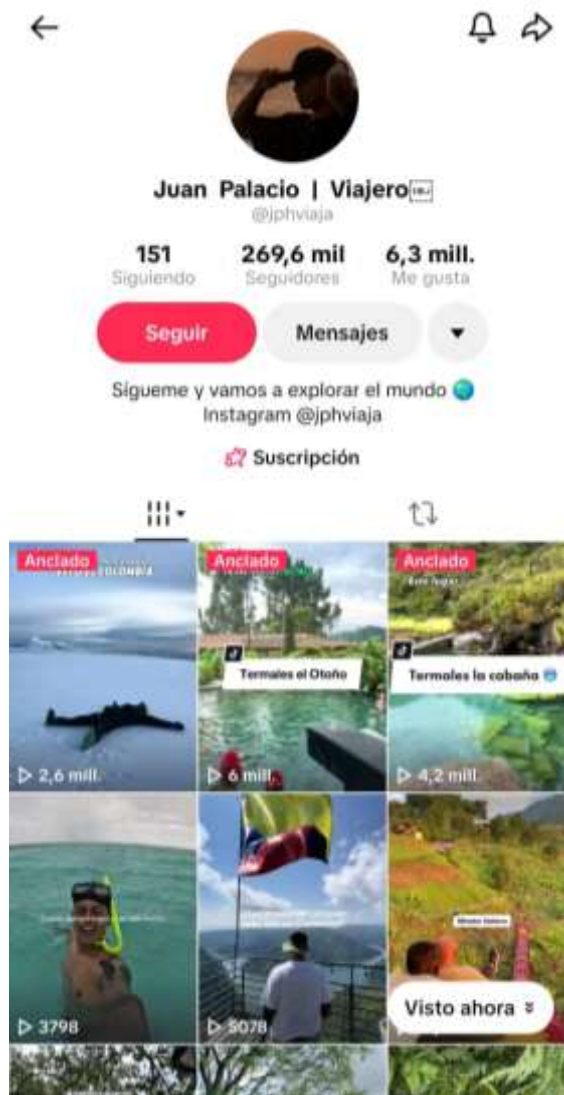 Juan Palacio | Viajero
@jphviaja
151
Siguiendo
269,6 mil
Seguidores
6,3 mill.
Me gusta
Seguir
Mensajes
Sígueme y vamos a explorar el mundo 🌍
Instagram @jphviaja
Suscripción
Anclado
COLOMBIA
2,6 mill.
Anclado
Termales el Otoño
6 mill.
Anclado
Termales la cabaña
4,2 mill.
3798
5078
Visto ahora